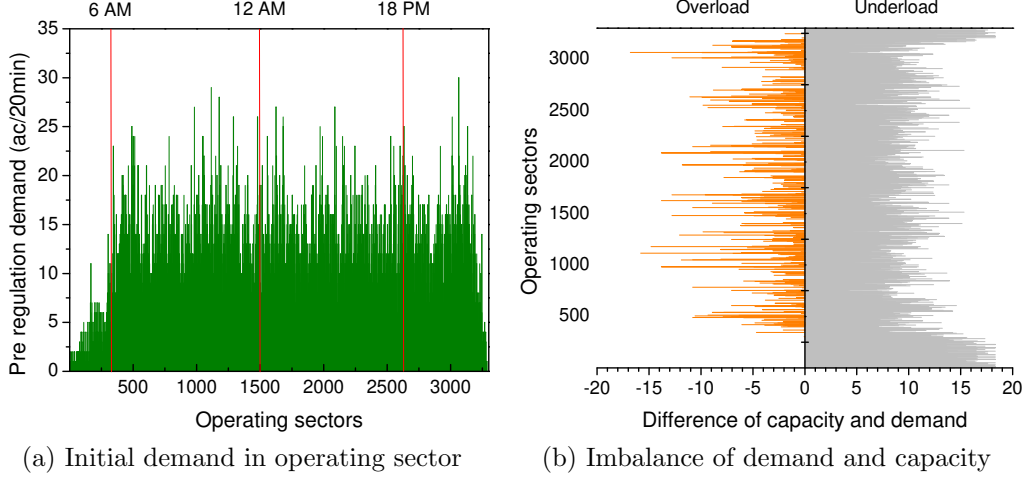 6 AM 12 AM 18 PM
35
30
25
20
15
10
5
0
Pre regulation demand (ac/20min)
500 1000 1500 2000 2500 3000
Operating sectors
(a) Initial demand in operating sector
Overload Underload
3000
2500
2000
1500
1000
500
Operating sectors
-20 -15 -10 -5 0 5 10 15 20
Difference of capacity and demand
(b) Imbalance of demand and capacity